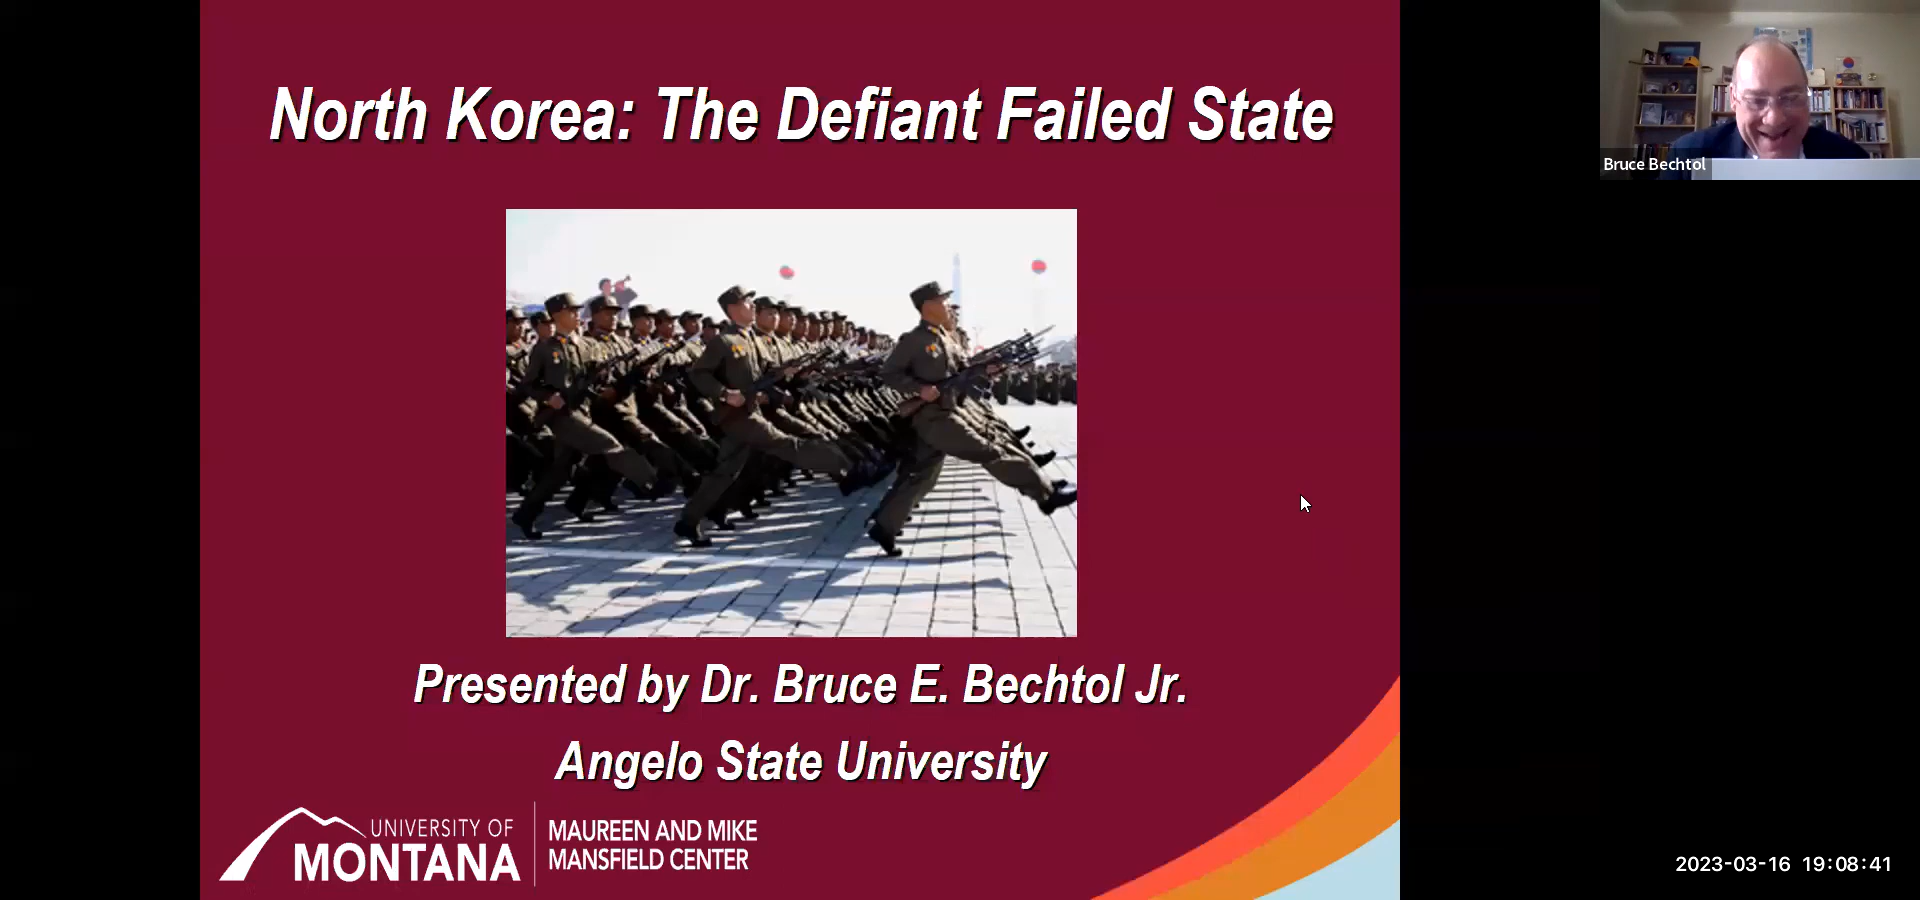 North Korea: The Defiant Failed State
Bruce Bechtol
Presented by Dr. Bruce E. Bechtol Jr.
Angelo State University
UNIVERSITY OF
MONTANA
MAUREEN AND MIKE
MANSFIELD CENTER
2023-03-16 19:08:41